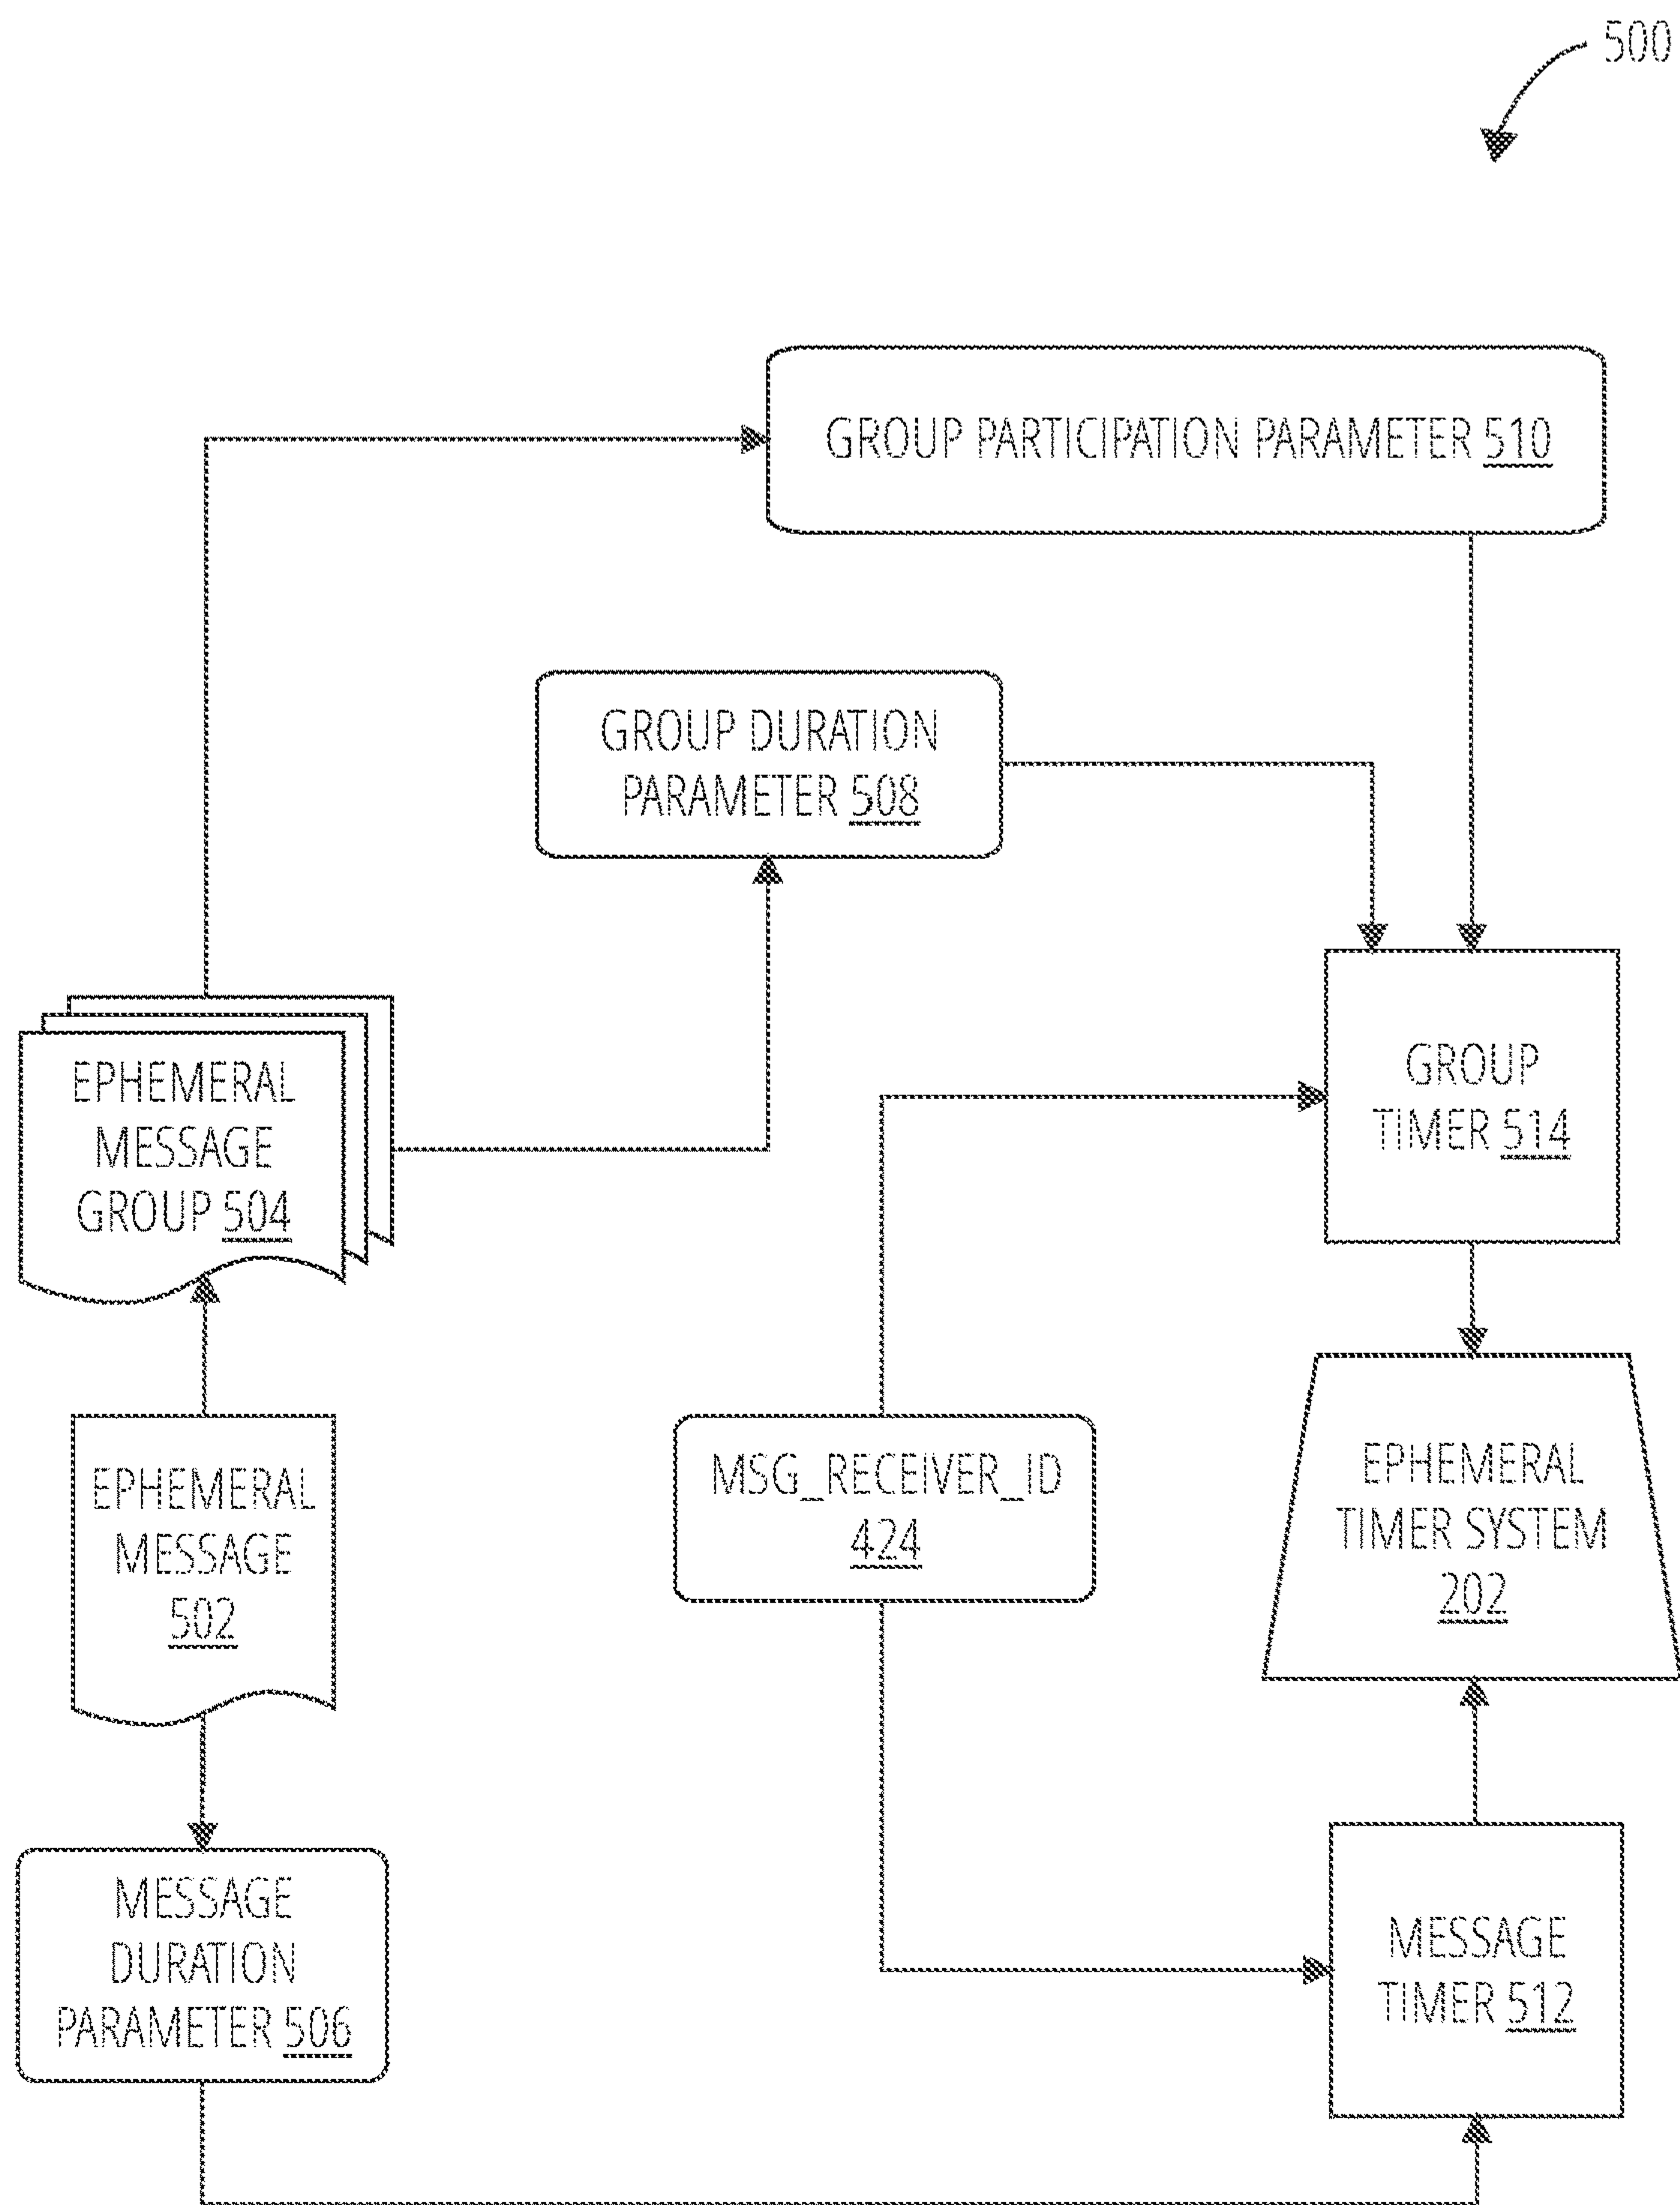 500
GROUP PARTICIPATION PARAMETER 510
GROUP DURATION
PARAMETER 508
EPHEMERAL
MESSAGE
GROUP 504
GROUP
TIMER 514
EPHEMERAL
MESSAGE
502
MSG_RECEIVER_ID
424
EPHEMERAL
TIMER SYSTEM
202
MESSAGE
DURATION
PARAMETER 506
MESSAGE
TIMER 512